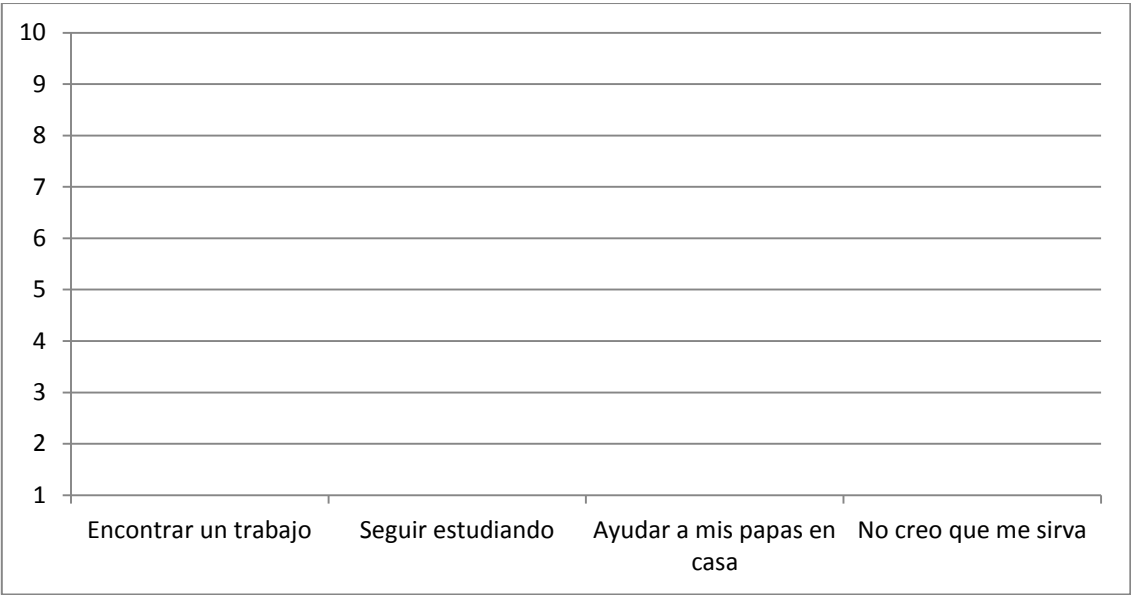 10
9
8
7
6
5
4
3
2
1
Encontrar un trabajo
Seguir estudiando
Ayudar a mis papas en
casa
No creo que me sirva